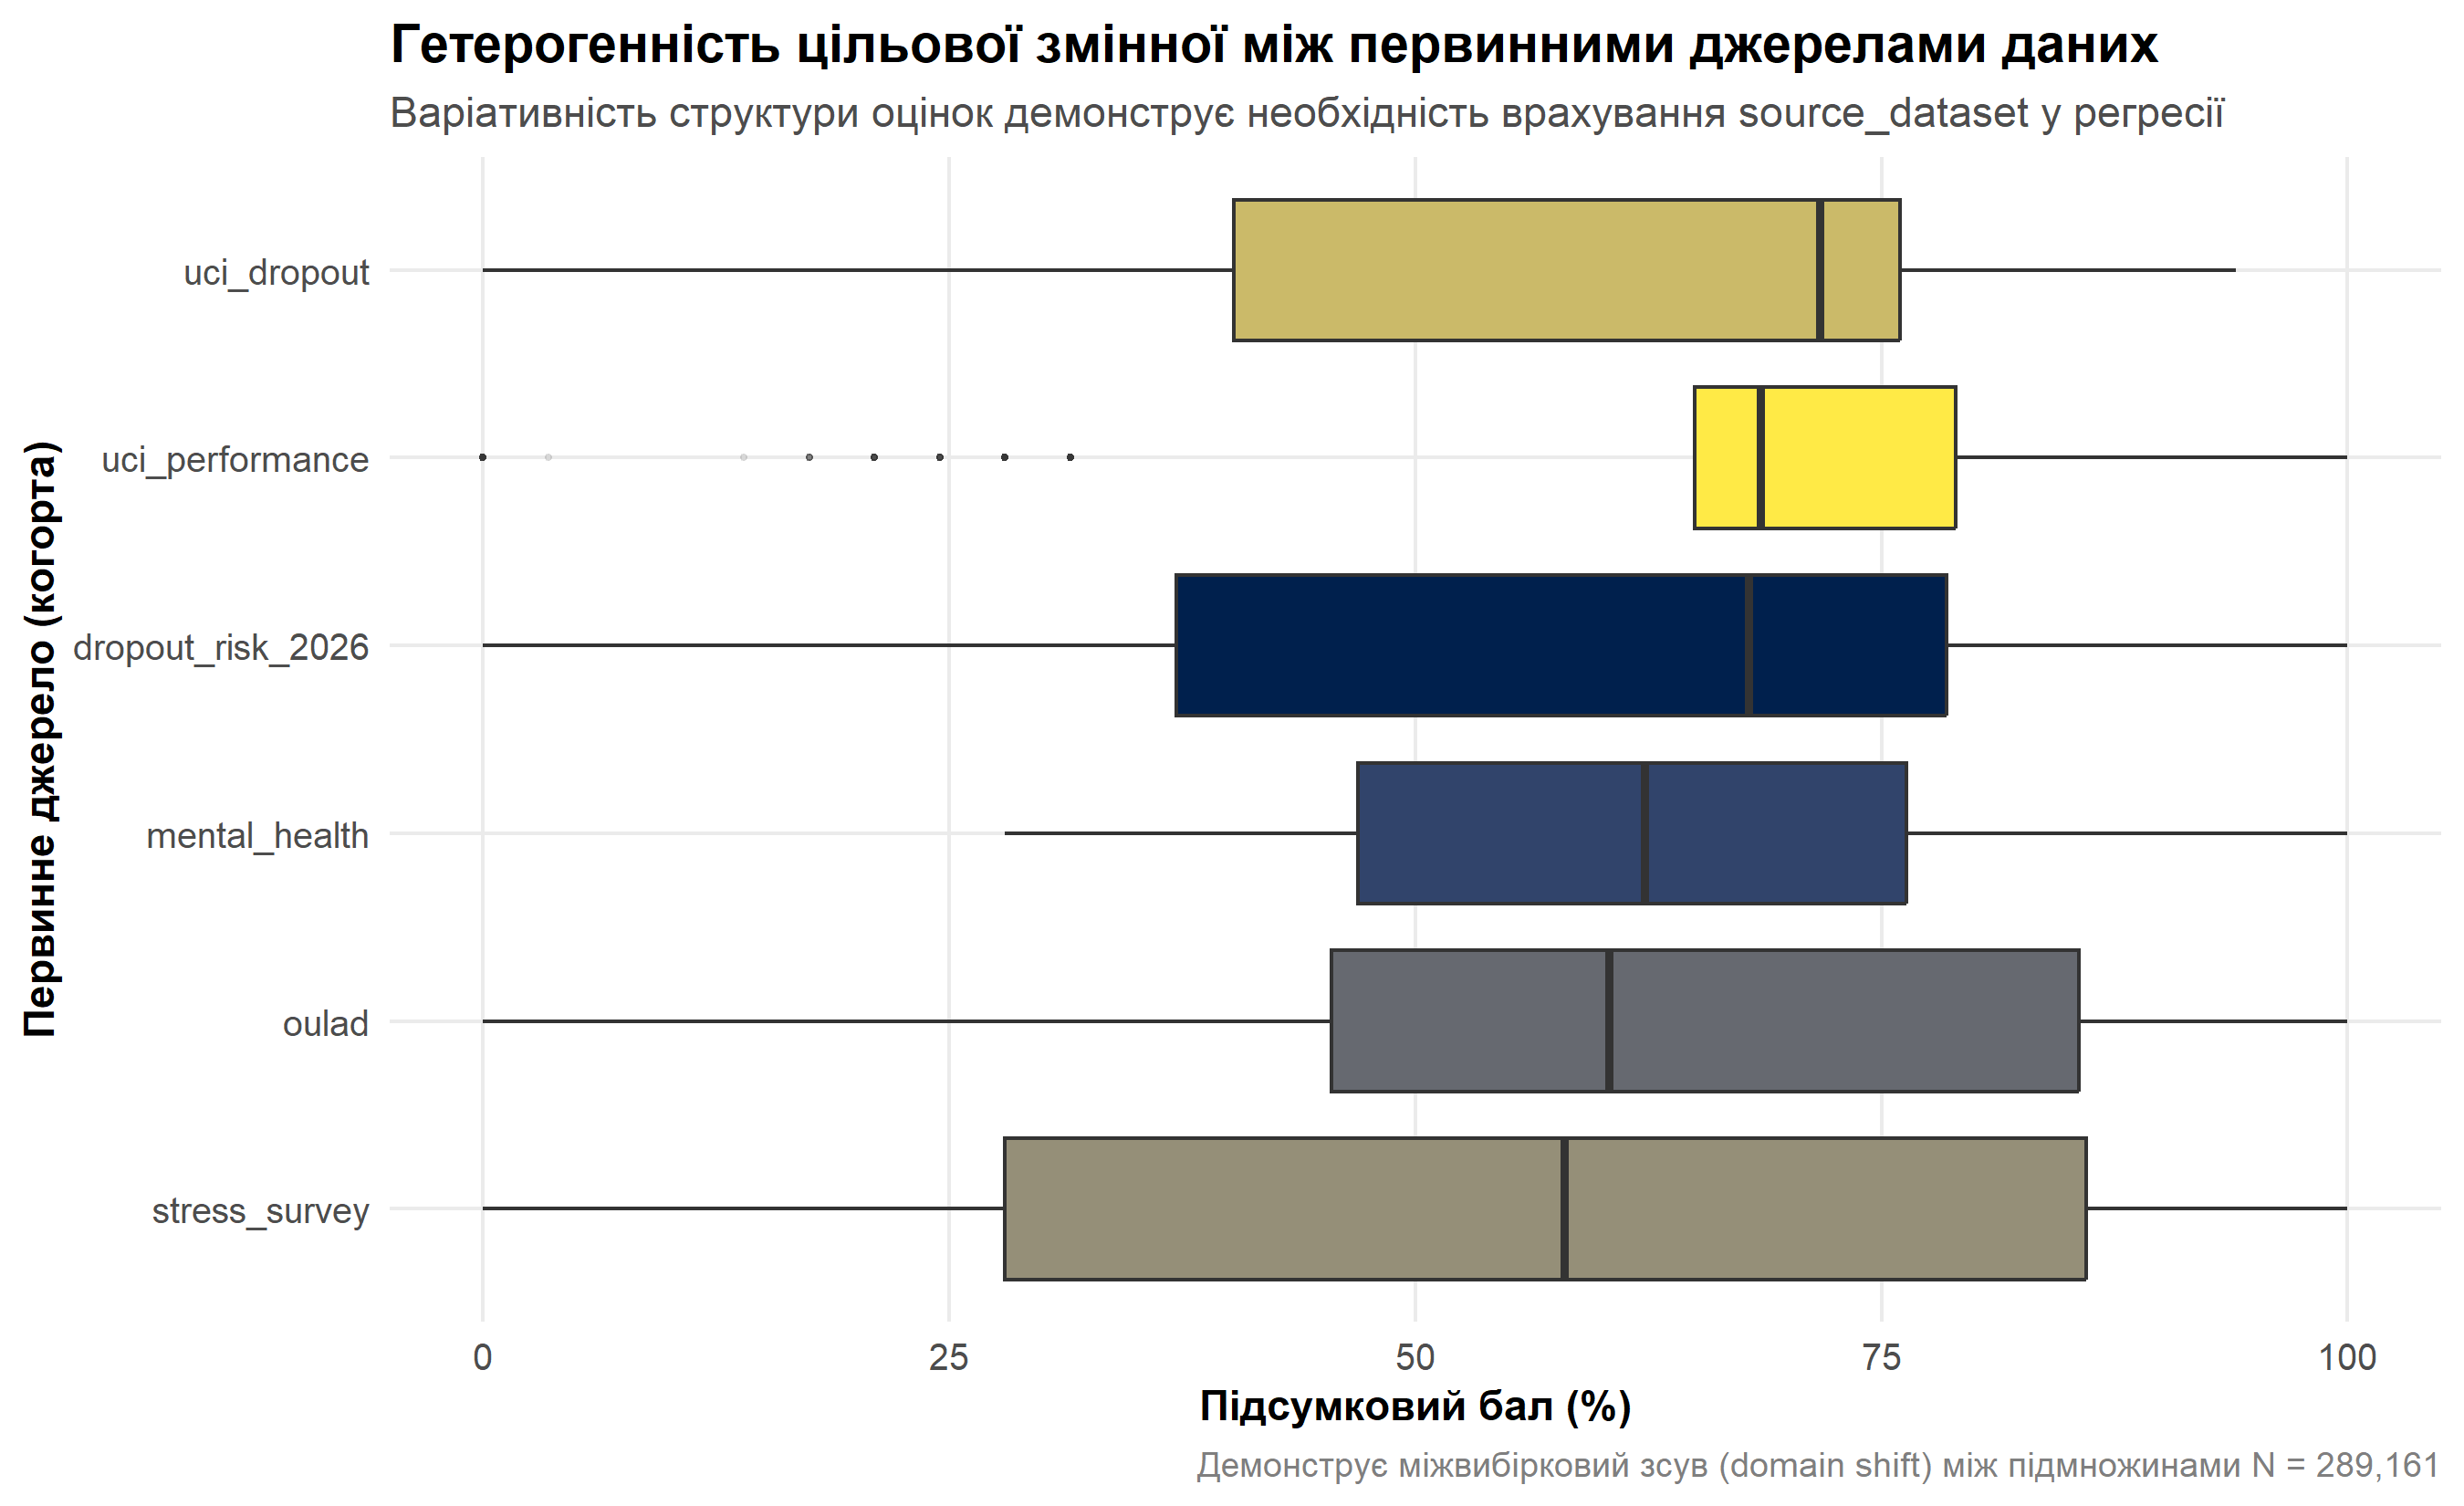 Гетерогенність цільової змінної між первинними джерелами даних
Варіативність структури оцінок демонструє необхідність врахування source_dataset у регресії
Первинне джерело (когорта)
uci_dropout
uci_performance
dropout_risk_2026
mental_health
oulad
stress_survey
0 25 50 75 100
Підсумковий бал (%)
Демонструє міжвибірковий зсув (domain shift) між підмножинами N = 289,161